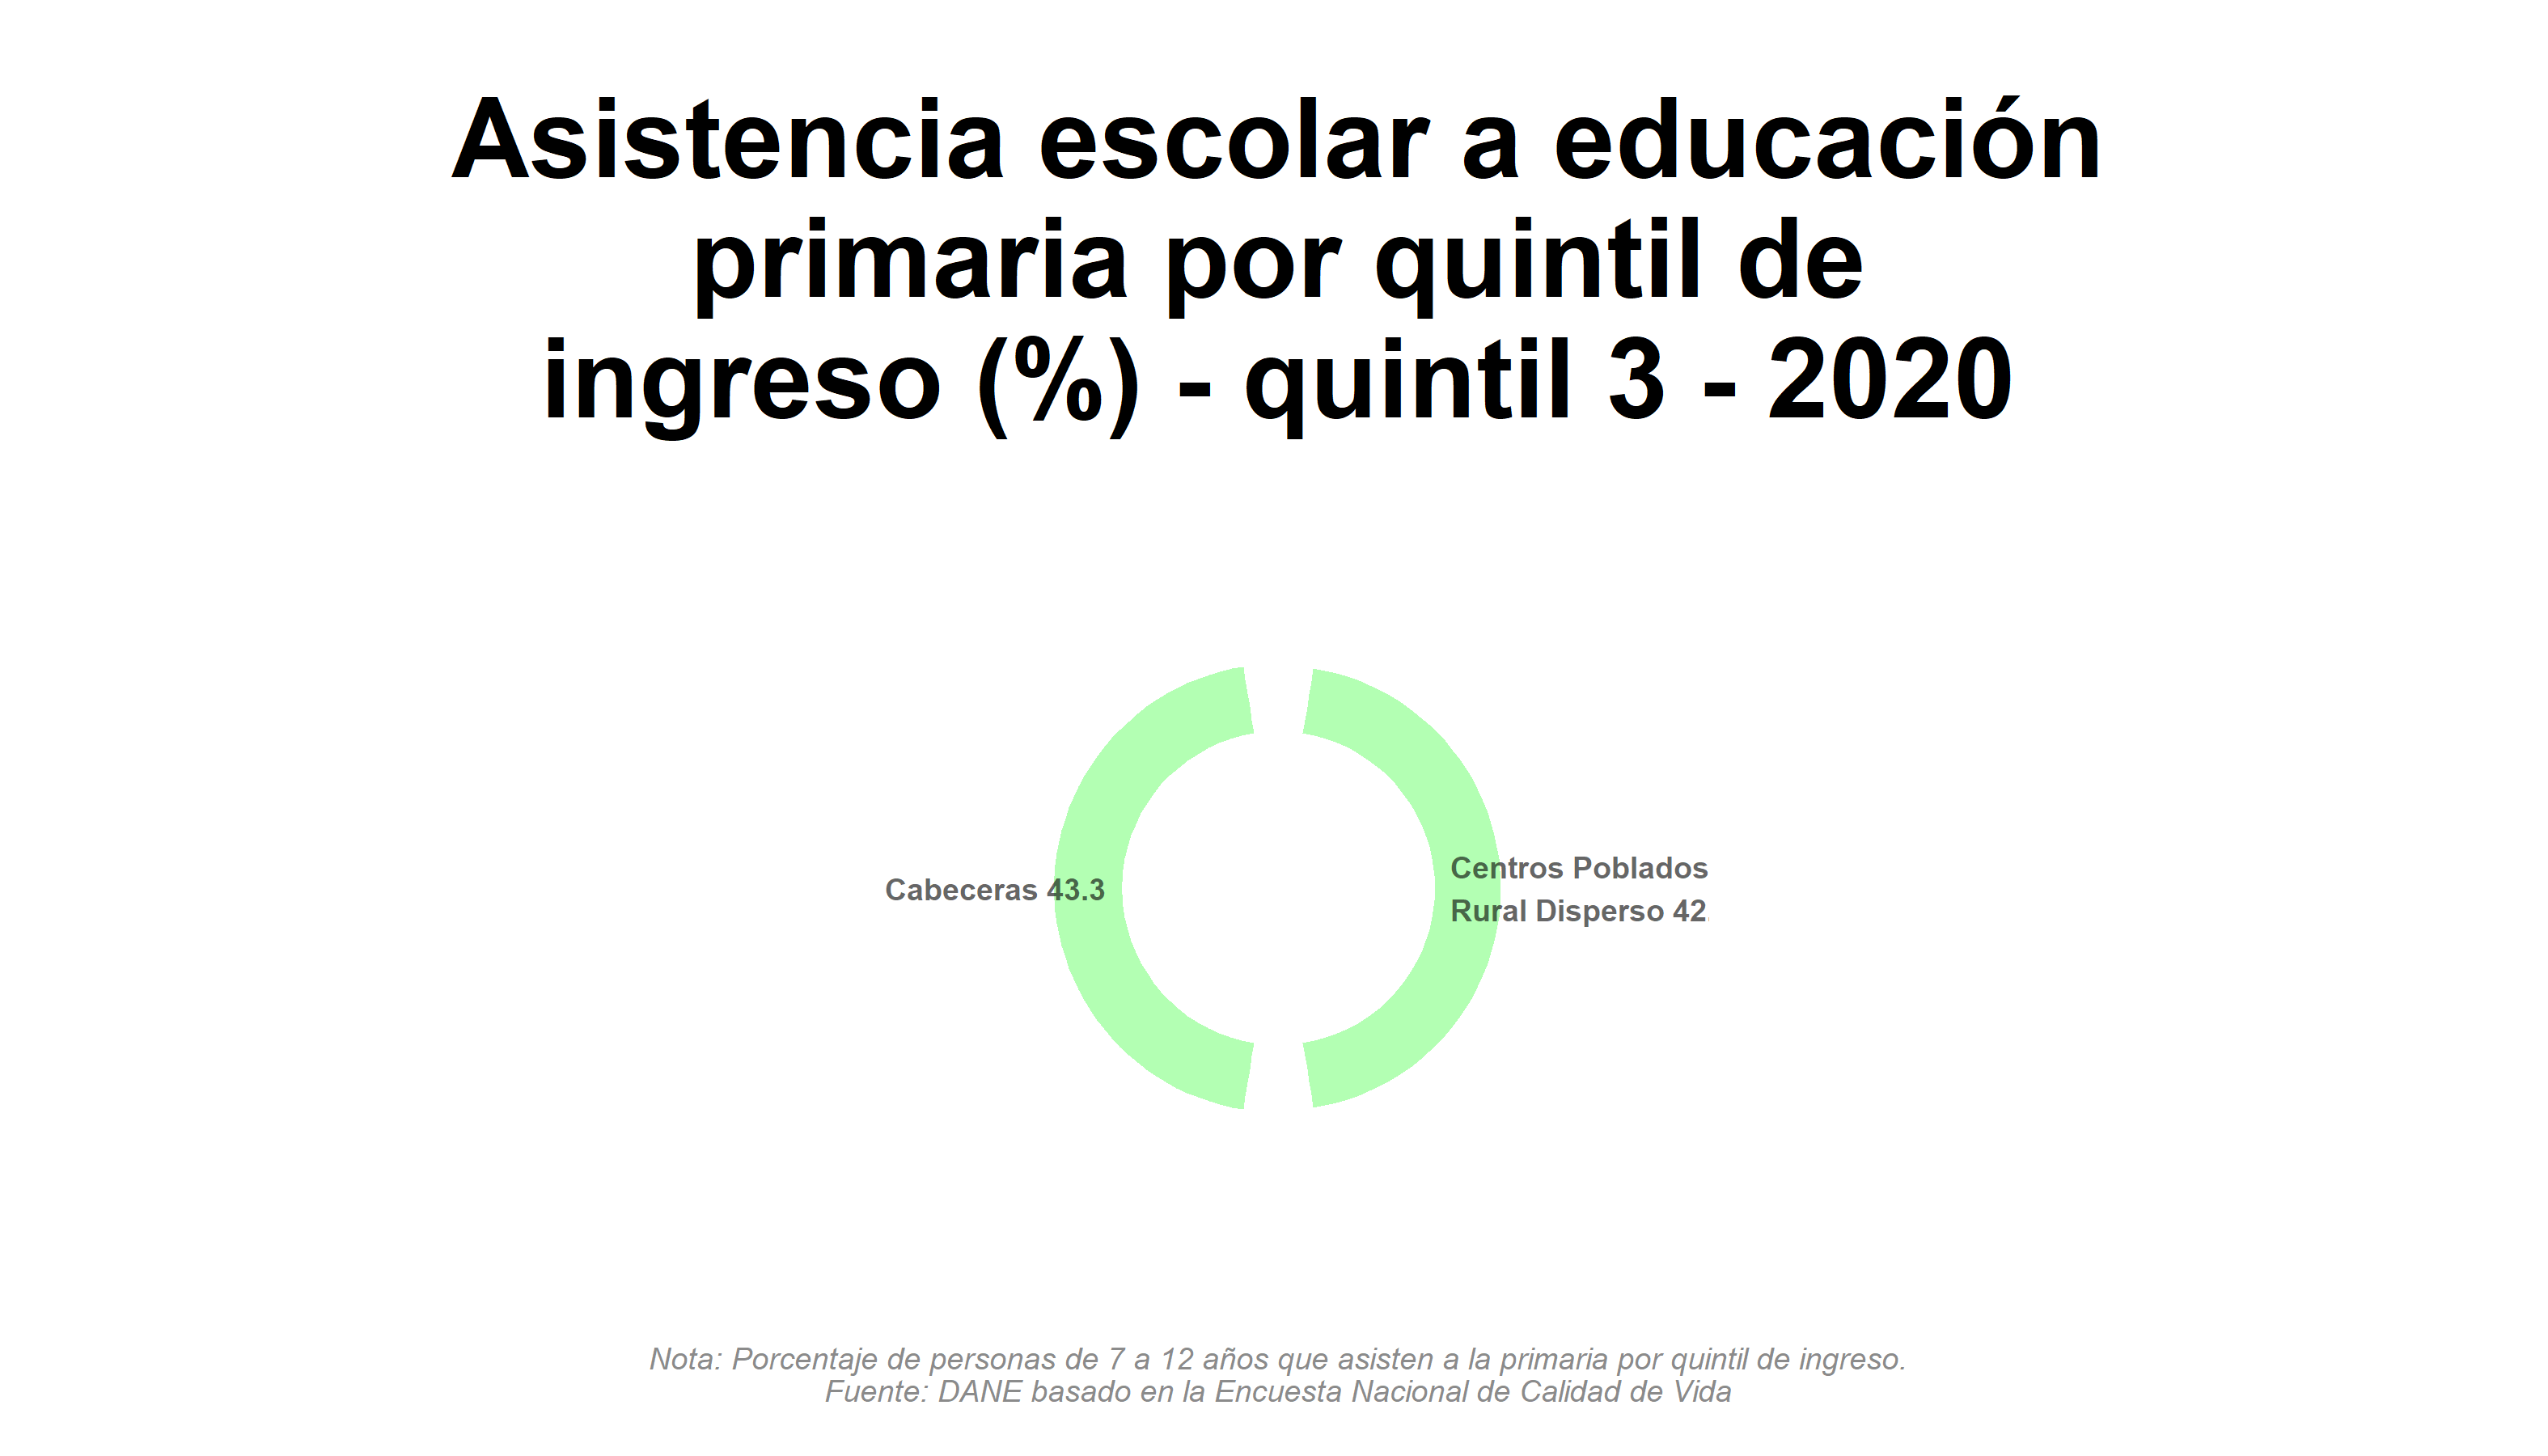 Asistencia escolar a educación
primaria por quintil de
ingreso (%) - quintil 3 - 2020
Cabeceras 43.3
Centros Poblados
Rural Disperso 42.
Nota: Porcentaje de personas de 7 a 12 años que asisten a la primaria por quintil de ingreso.
Fuente: DANE basado en la Encuesta Nacional de Calidad de Vida